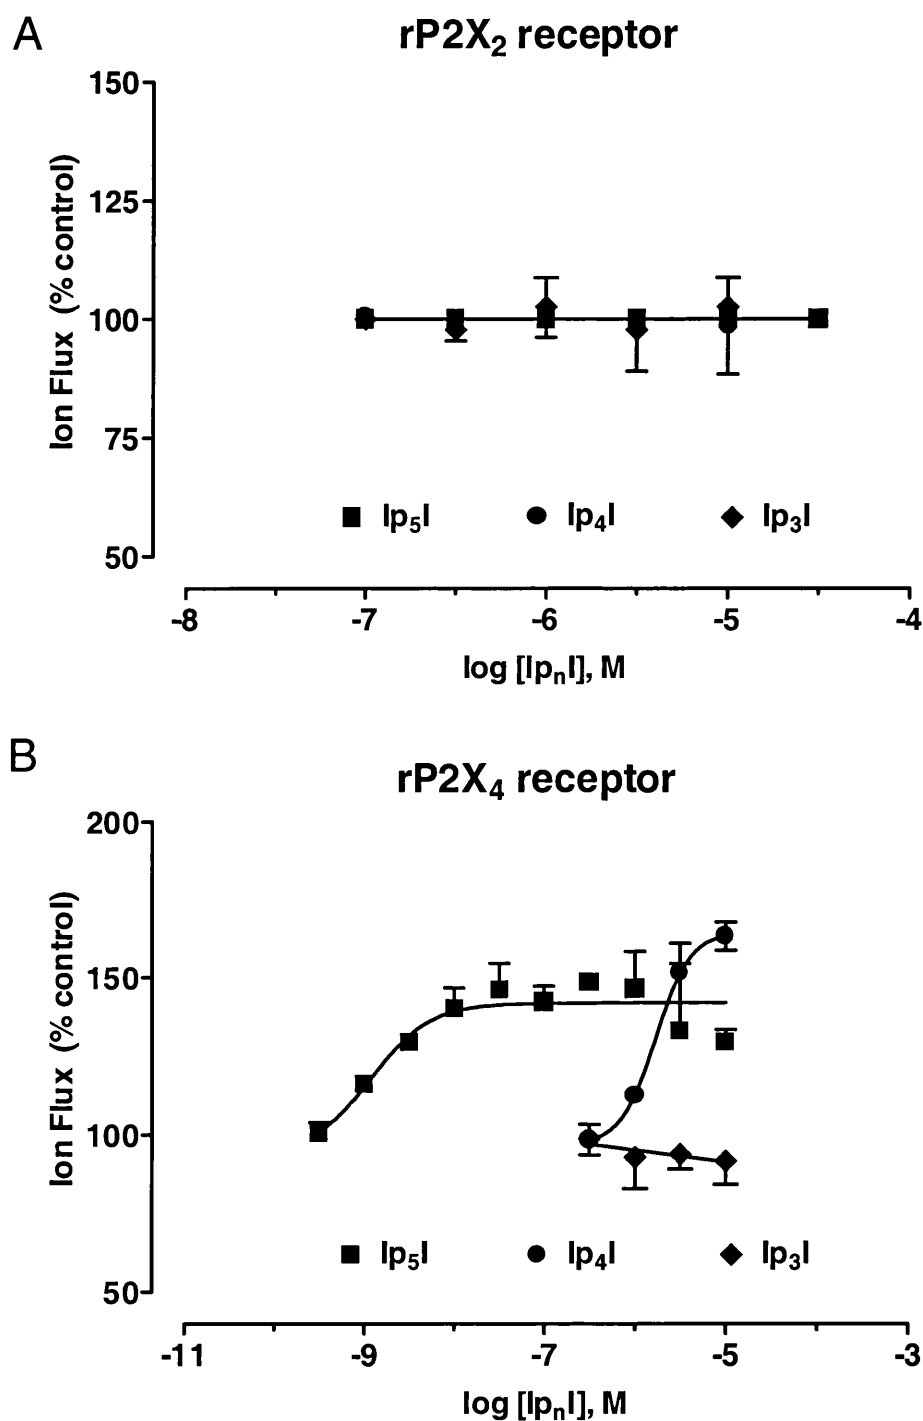 A
rP2X₂ receptor
150
125
100
75
50
Ion Flux (% control)
Ip₅I Ip₄I Ip₃I
-8 -7 -6 -5 -4
log [IpₙI], M
B
rP2X₄ receptor
200
150
100
50
Ion Flux (% control)
Ip₅I Ip₄I Ip₃I
-11 -9 -7 -5 -3
log [IpₙI], M